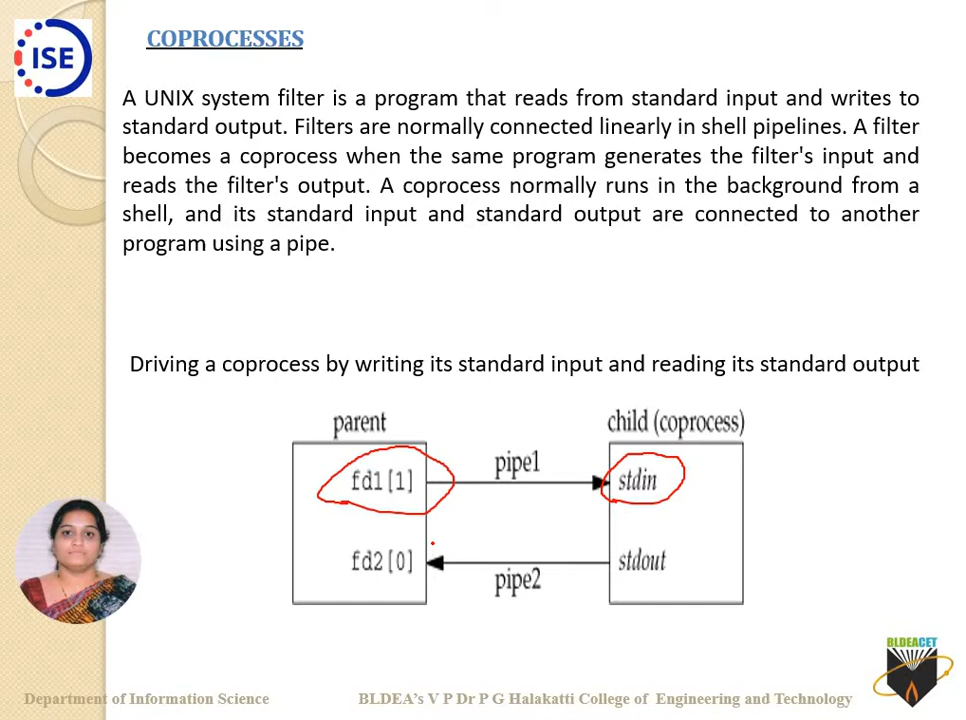 ISE
COPROCESSES
A UNIX system filter is a program that reads from standard input and writes to
standard output. Filters are normally connected linearly in shell pipelines. A filter
becomes a coprocess when the same program generates the filter's input and
reads the filter's output. A coprocess normally runs in the background from a
shell, and its standard input and standard output are connected to another
program using a pipe.
Driving a coprocess by writing its standard input and reading its standard output
parent
child (coprocess)
fd1[1]
pipe1
stdin
fd2[0]
pipe2
stdout
BLDEACET
Department of Information Science
BLDEA's V P Dr P G Halakatti College of Engineering and Technology